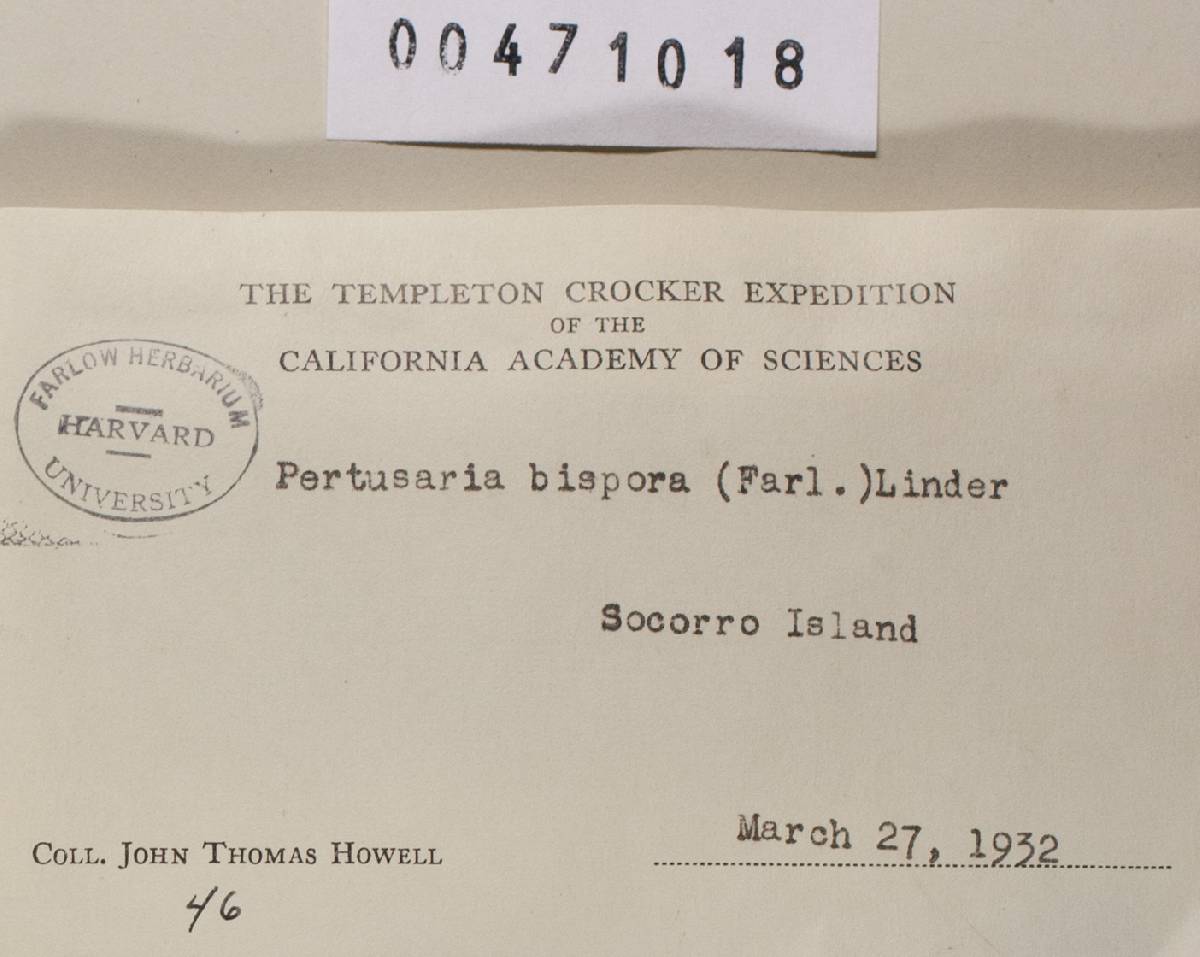 00471018
THE TEMPLETON CROCKER EXPEDITION
OF THE
CALIFORNIA ACADEMY OF SCIENCES
FARLOW HERBARIUM
HARVARD
UNIVERSITY
Pertusaria bispora (Farl.)Linder
Socorro Island
March 27, 1932
COLL. JOHN THOMAS HOWELL
46